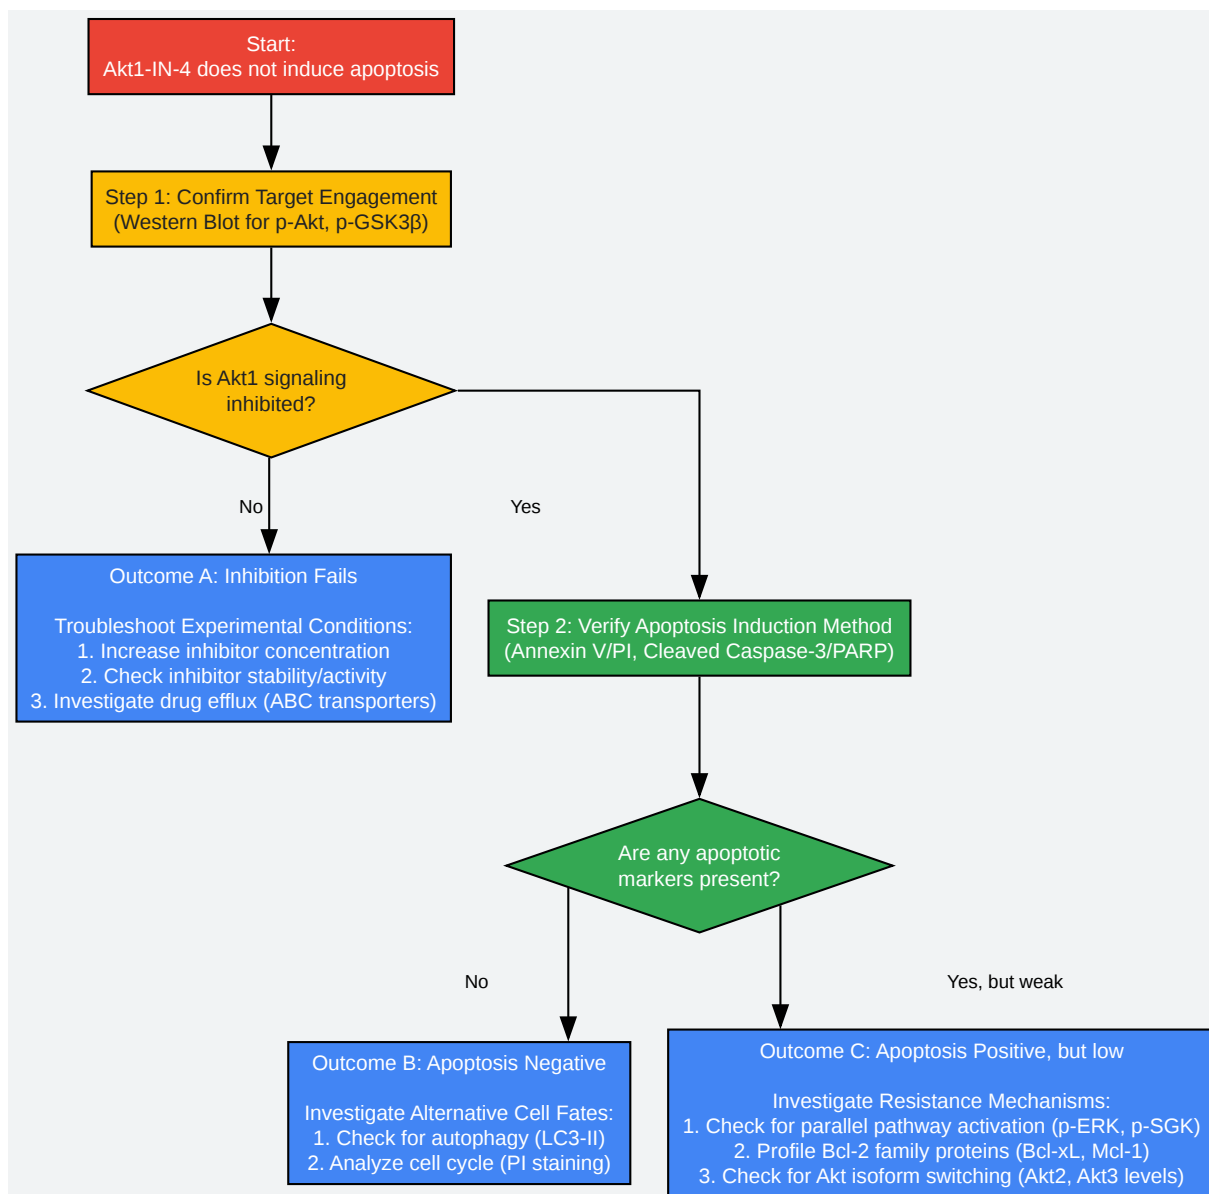 Start:
Akt1-IN-4 does not induce apoptosis
Step 1: Confirm Target Engagement
(Western Blot for p-Akt, p-GSK3β)
Is Akt1 signaling
inhibited?
No
Yes
Outcome A: Inhibition Fails
Troubleshoot Experimental Conditions:
1. Increase inhibitor concentration
2. Check inhibitor stability/activity
3. Investigate drug efflux (ABC transporters)
Step 2: Verify Apoptosis Induction Method
(Annexin V/PI, Cleaved Caspase-3/PARP)
Are any apoptotic
markers present?
No
Yes, but weak
Outcome B: Apoptosis Negative
Investigate Alternative Cell Fates:
1. Check for autophagy (LC3-II)
2. Analyze cell cycle (PI staining)
Outcome C: Apoptosis Positive, but low
Investigate Resistance Mechanisms:
1. Check for parallel pathway activation (p-ERK, p-SGK)
2. Profile Bcl-2 family proteins (Bcl-xL, Mcl-1)
3. Check for Akt isoform switching (Akt2, Akt3 levels)